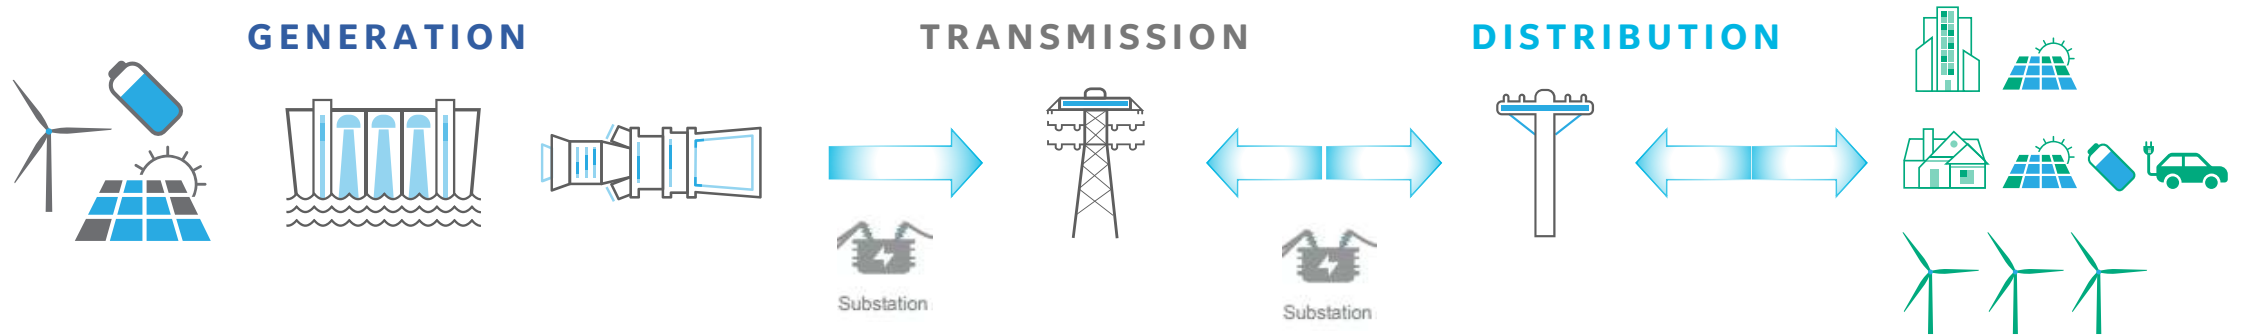 GENERATION
TRANSMISSION
DISTRIBUTION
Substation
Substation